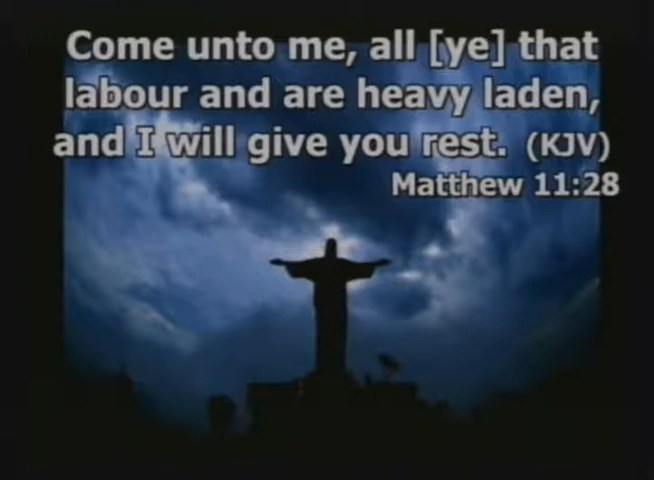 Come unto me, all [ye] that
labour and are heavy laden,
and I will give you rest. (KJV)
Matthew 11:28